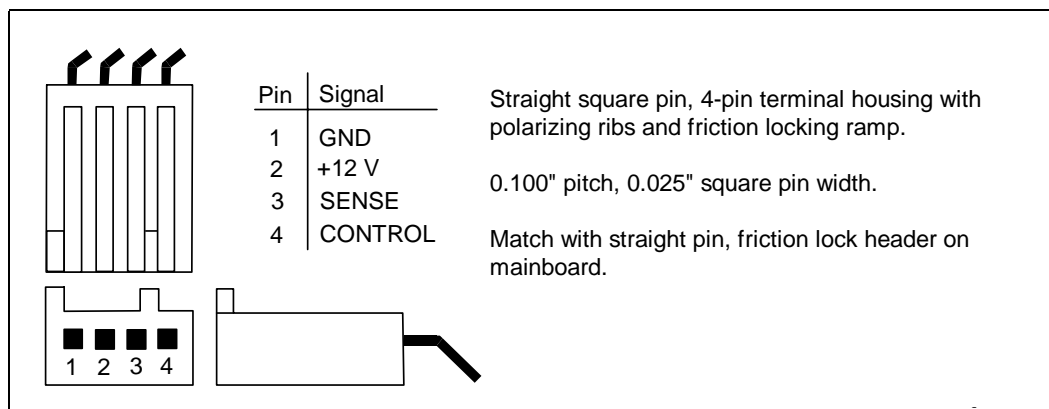 Pin Signal
1 GND
2 +12 V
3 SENSE
4 CONTROL
Straight square pin, 4-pin terminal housing with
polarizing ribs and friction locking ramp.
0.100" pitch, 0.025" square pin width.
Match with straight pin, friction lock header on
mainboard.
1 2 3 4